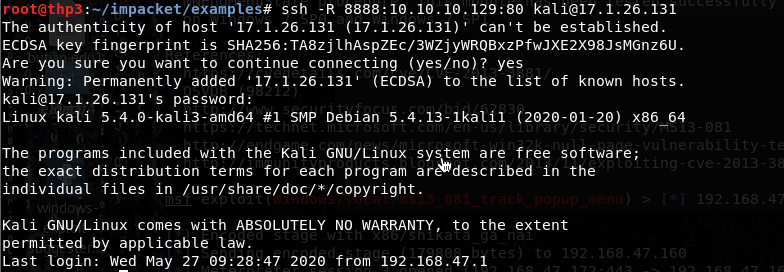 root@thp3:~/impacket/examples# ssh -R 8888:10.10.10.129:80 kali@17.1.26.131
The authenticity of host '17.1.26.131 (17.1.26.131)' can't be established.
ECDSA key fingerprint is SHA256:TA8zjlhAspZEc/3WZjyWRQBxzPfwJXE2X98JsMGnz6U.
Are you sure you want to continue connecting (yes/no)? yes
Warning: Permanently added '17.1.26.131' (ECDSA) to the list of known hosts.
kali@17.1.26.131's password:
Linux kali 5.4.0-kali3-amd64 #1 SMP Debian 5.4.13-1kali1 (2020-01-20) x86_64
The programs included with the Kali GNU/Linux system are free software;
the exact distribution terms for each program are described in the
individual files in /usr/share/doc/*/copyright.
Kali GNU/Linux comes with ABSOLUTELY NO WARRANTY, to the extent
permitted by applicable law.
Last login: Wed May 27 09:28:47 2020 from 192.168.47.1